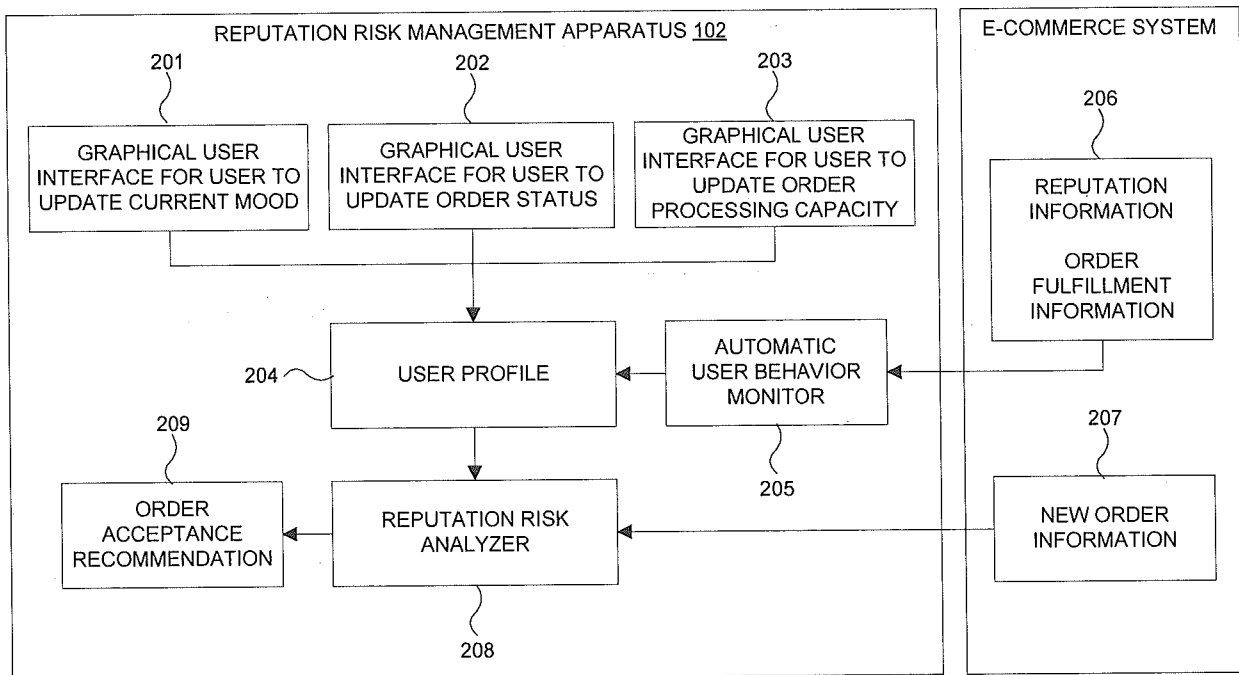 REPUTATION RISK MANAGEMENT APPARATUS 102
E-COMMERCE SYSTEM
201
202
203
206
GRAPHICAL USER
INTERFACE FOR USER TO
UPDATE CURRENT MOOD
GRAPHICAL USER
INTERFACE FOR USER TO
UPDATE ORDER STATUS
GRAPHICAL USER
INTERFACE FOR USER TO
UPDATE ORDER
PROCESSING CAPACITY
REPUTATION
INFORMATION
ORDER
FULFILLMENT
INFORMATION
204
USER PROFILE
AUTOMATIC
USER BEHAVIOR
MONITOR
205
207
209
ORDER
ACCEPTANCE
RECOMMENDATION
REPUTATION RISK
ANALYZER
NEW ORDER
INFORMATION
208